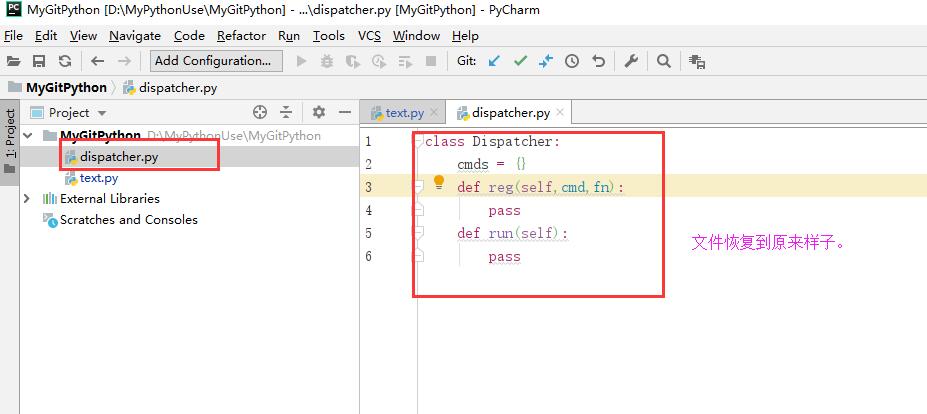 MyGitPython [D:\MyPythonUse\MyGitPython] - ...\dispatcher.py [MyGitPython] - PyCharm
File Edit View Navigate Code Refactor Run Tools VCS Window Help
Add Configuration... Git:
MyGitPython dispatcher.py
1: Project
Project
MyGitPython D:\MyPythonUse\MyGitPython
dispatcher.py
text.py
External Libraries
Scratches and Consoles
text.py dispatcher.py
1 class Dispatcher:
2 cmds = {}
3 def reg(self,cmd,fn):
4 pass
5 def run(self):
6 pass
文件恢复到原来样子。